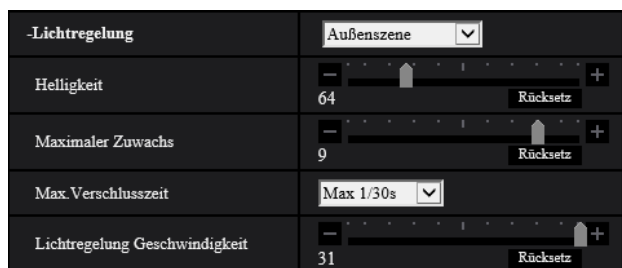 -Lichtregelung Außenszene
Helligkeit − +
64 Rücksetz
Maximaler Zuwachs − +
9 Rücksetz
Max.Verschlusszeit Max 1/30s
Lichtregelung Geschwindigkeit − +
31 Rücksetz